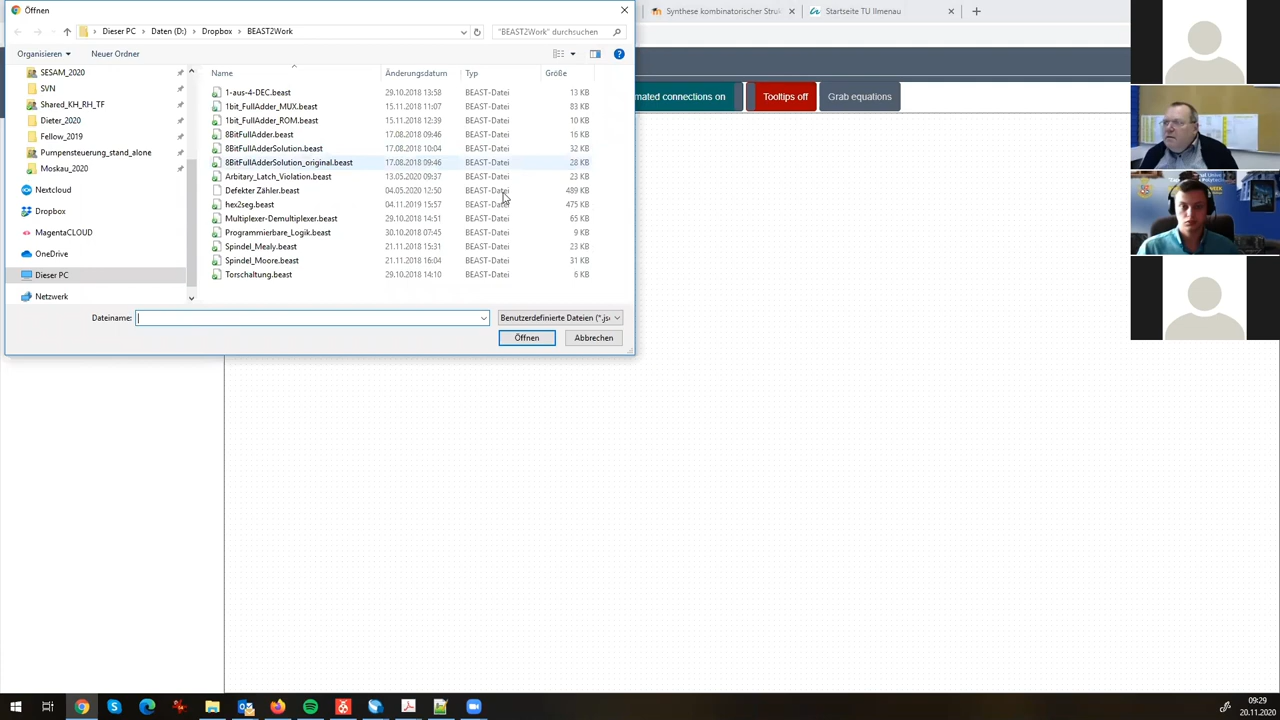 Öffnen
Synthese kombinatorischer Struk
Startseite TU Ilmenau
Dieser PC
Daten (D:)
Dropbox
BEAST2Work
"BEAST2Work" durchsuchen
Organisieren
Neuer Ordner
mated connections on
Tooltips off
Grab equations
Name
Änderungsdatum
Typ
Größe
SESAM_2020
SVN
Shared_KH_RH_TF
Dieter_2020
Fellow_2019
Pumpensteuerung_stand_alone
Moskau_2020
Nextcloud
Dropbox
MagentaCLOUD
OneDrive
Dieser PC
Netzwerk
1-aus-4-DEC.beast 29.10.2018 13:58 BEAST-Datei 13 KB
1bit_FullAdder_MUX.beast 15.11.2018 11:07 BEAST-Datei 83 KB
1bit_FullAdder_ROM.beast 15.11.2018 12:39 BEAST-Datei 10 KB
8BitFullAdder.beast 17.08.2018 09:46 BEAST-Datei 16 KB
8BitFullAdderSolution.beast 17.08.2018 10:04 BEAST-Datei 32 KB
8BitFullAdderSolution_original.beast 17.08.2018 09:46 BEAST-Datei 28 KB
Arbitary_Latch_Violation.beast 13.05.2020 09:37 BEAST-Datei 23 KB
Defekter Zähler.beast 04.05.2020 12:50 BEAST-Datei 489 KB
hex2seg.beast 04.11.2019 15:57 BEAST-Datei 475 KB
Multiplexer-Demultiplexer.beast 29.10.2018 14:51 BEAST-Datei 65 KB
Programmierbare_Logik.beast 30.10.2018 07:45 BEAST-Datei 9 KB
Spindel_Mealy.beast 21.11.2018 15:31 BEAST-Datei 23 KB
Spindel_Moore.beast 21.11.2018 16:04 BEAST-Datei 31 KB
Torschaltung.beast 29.10.2018 14:10 BEAST-Datei 6 KB
Dateiname:
Benutzerdefinierte Dateien (*.js
Öffnen
Abbrechen
09:29
20.11.2020